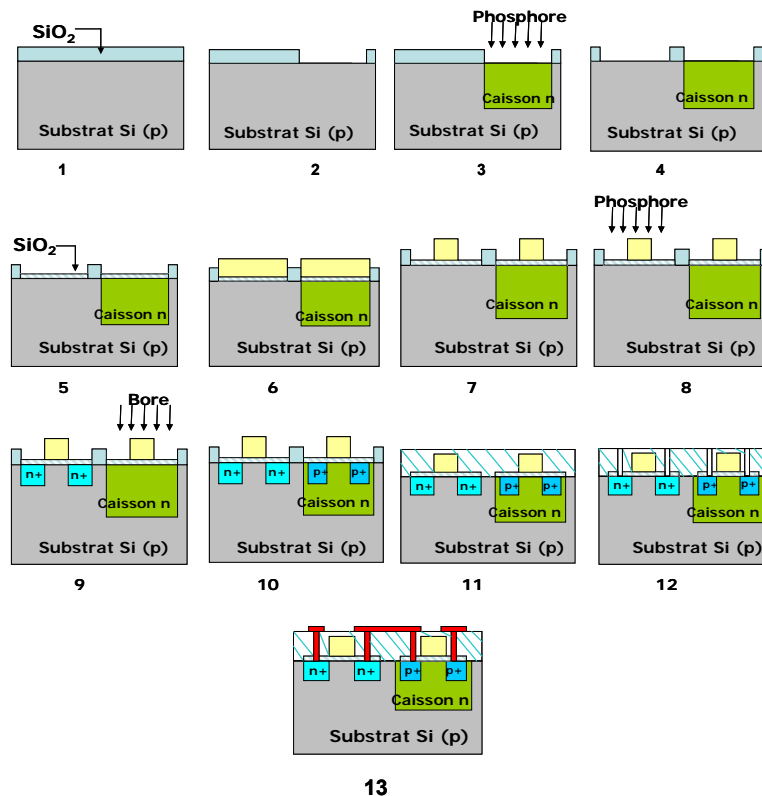 SiO2
Substrat Si (p)
1
Substrat Si (p)
2
Phosphore
Caisson n
Substrat Si (p)
3
Caisson n
Substrat Si (p)
4
SiO2
Caisson n
Substrat Si (p)
5
Caisson n
Substrat Si (p)
6
Caisson n
Substrat Si (p)
7
Phosphore
Caisson n
Substrat Si (p)
8
Bore
n+ n+
Caisson n
Substrat Si (p)
9
n+ n+ p+ p+
Caisson n
Substrat Si (p)
10
n+ n+ p+ p+
Caisson n
Substrat Si (p)
11
n+ n+ p+ p+
Caisson n
Substrat Si (p)
12
n+ n+ p+ p+
Caisson n
Substrat Si (p)
13